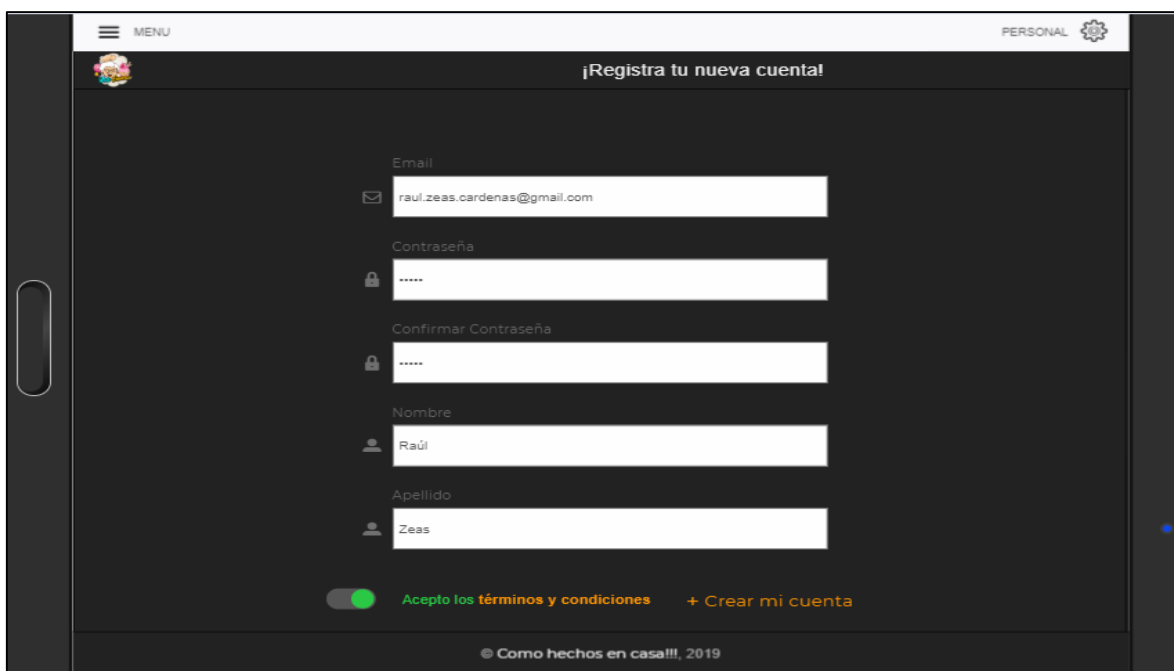 MENU PERSONAL
¡Registra tu nueva cuenta!
Email
raul.zeas.cardenas@gmail.com
Contraseña
-----
Confirmar Contraseña
-----
Nombre
Raúl
Apellido
Zeas
Acepto los términos y condiciones + Crear mi cuenta
© Como hechos en casa!!!, 2019